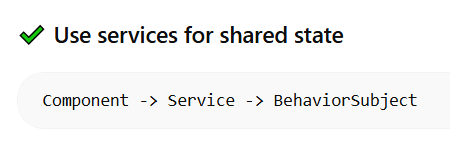 Use services for shared state
Component -> Service -> BehaviorSubject